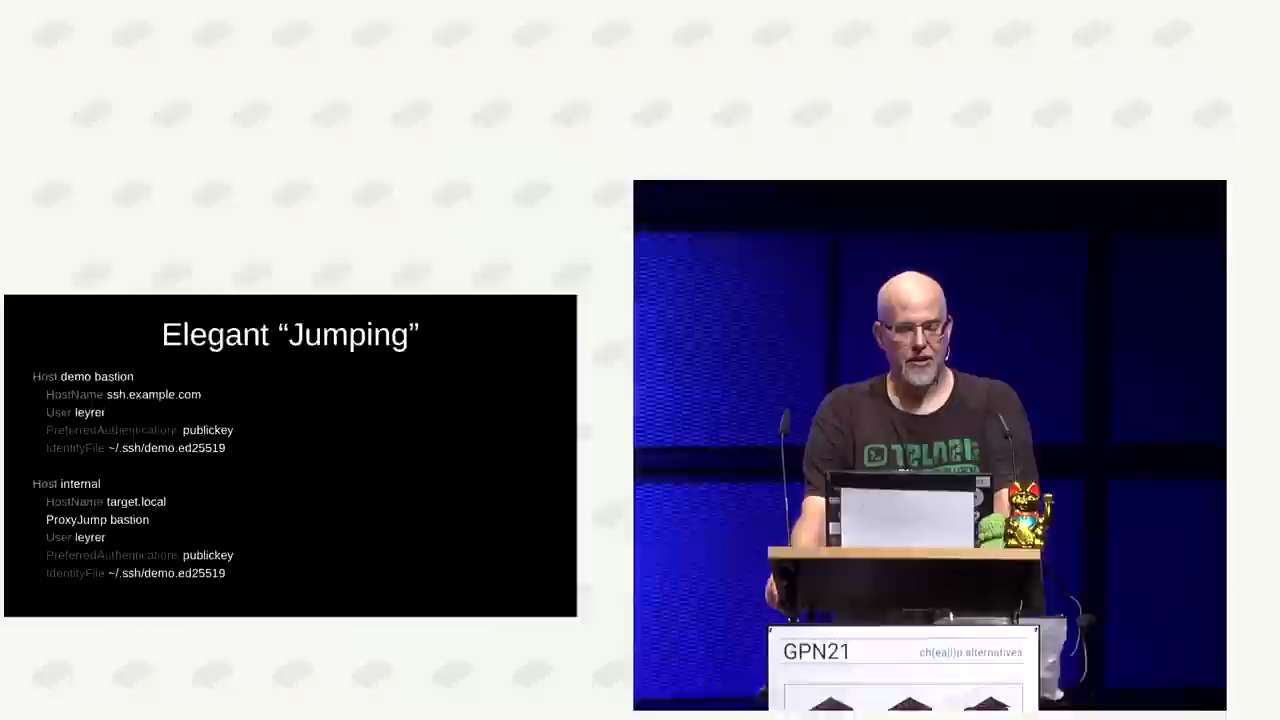 Elegant “Jumping”
Host demo bastion
HostName ssh.example.com
User leyrer
PreferredAuthentications publickey
IdentityFile ~/.ssh/demo.ed25519
Host internal
HostName target.local
ProxyJump bastion
User leyrer
PreferredAuthentications publickey
IdentityFile ~/.ssh/demo.ed25519
GPN21
ch(ea|i)p alternatives